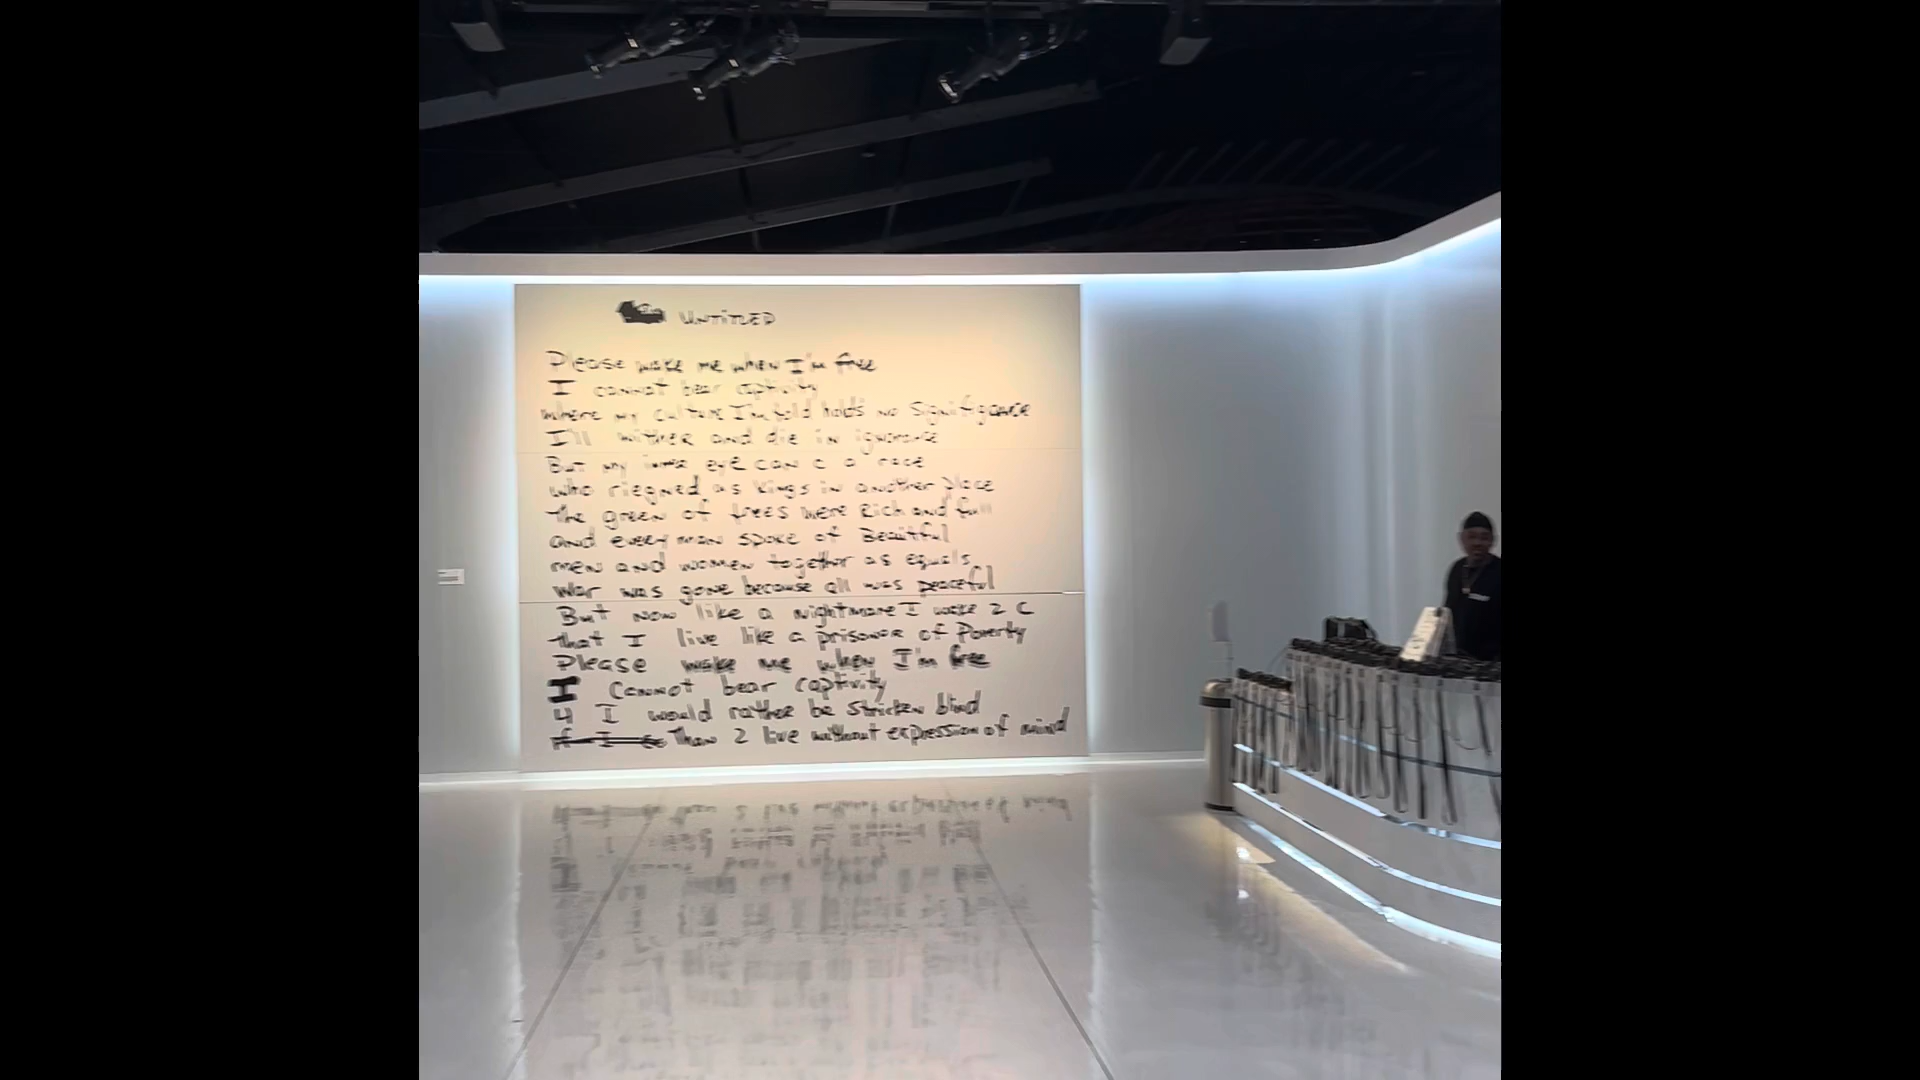 UNTITLED
Please wake me when I'm free
I cannot bear captivity
where my culture I'm told holds no significance
I'll wither and die in ignorance
But my inner eye can c a race
who riegned as kings in another place
the green of trees were Rich and full
and every man spoke of Beautiful
men and women together as equals
War was gone because all was peaceful
But now like a nightmare I wake 2 C
that I live like a prisoner of Poverty
Please wake me when I'm free
I cannot bear captivity
4 I would rather be stricken blind
Than 2 live without expression of mind